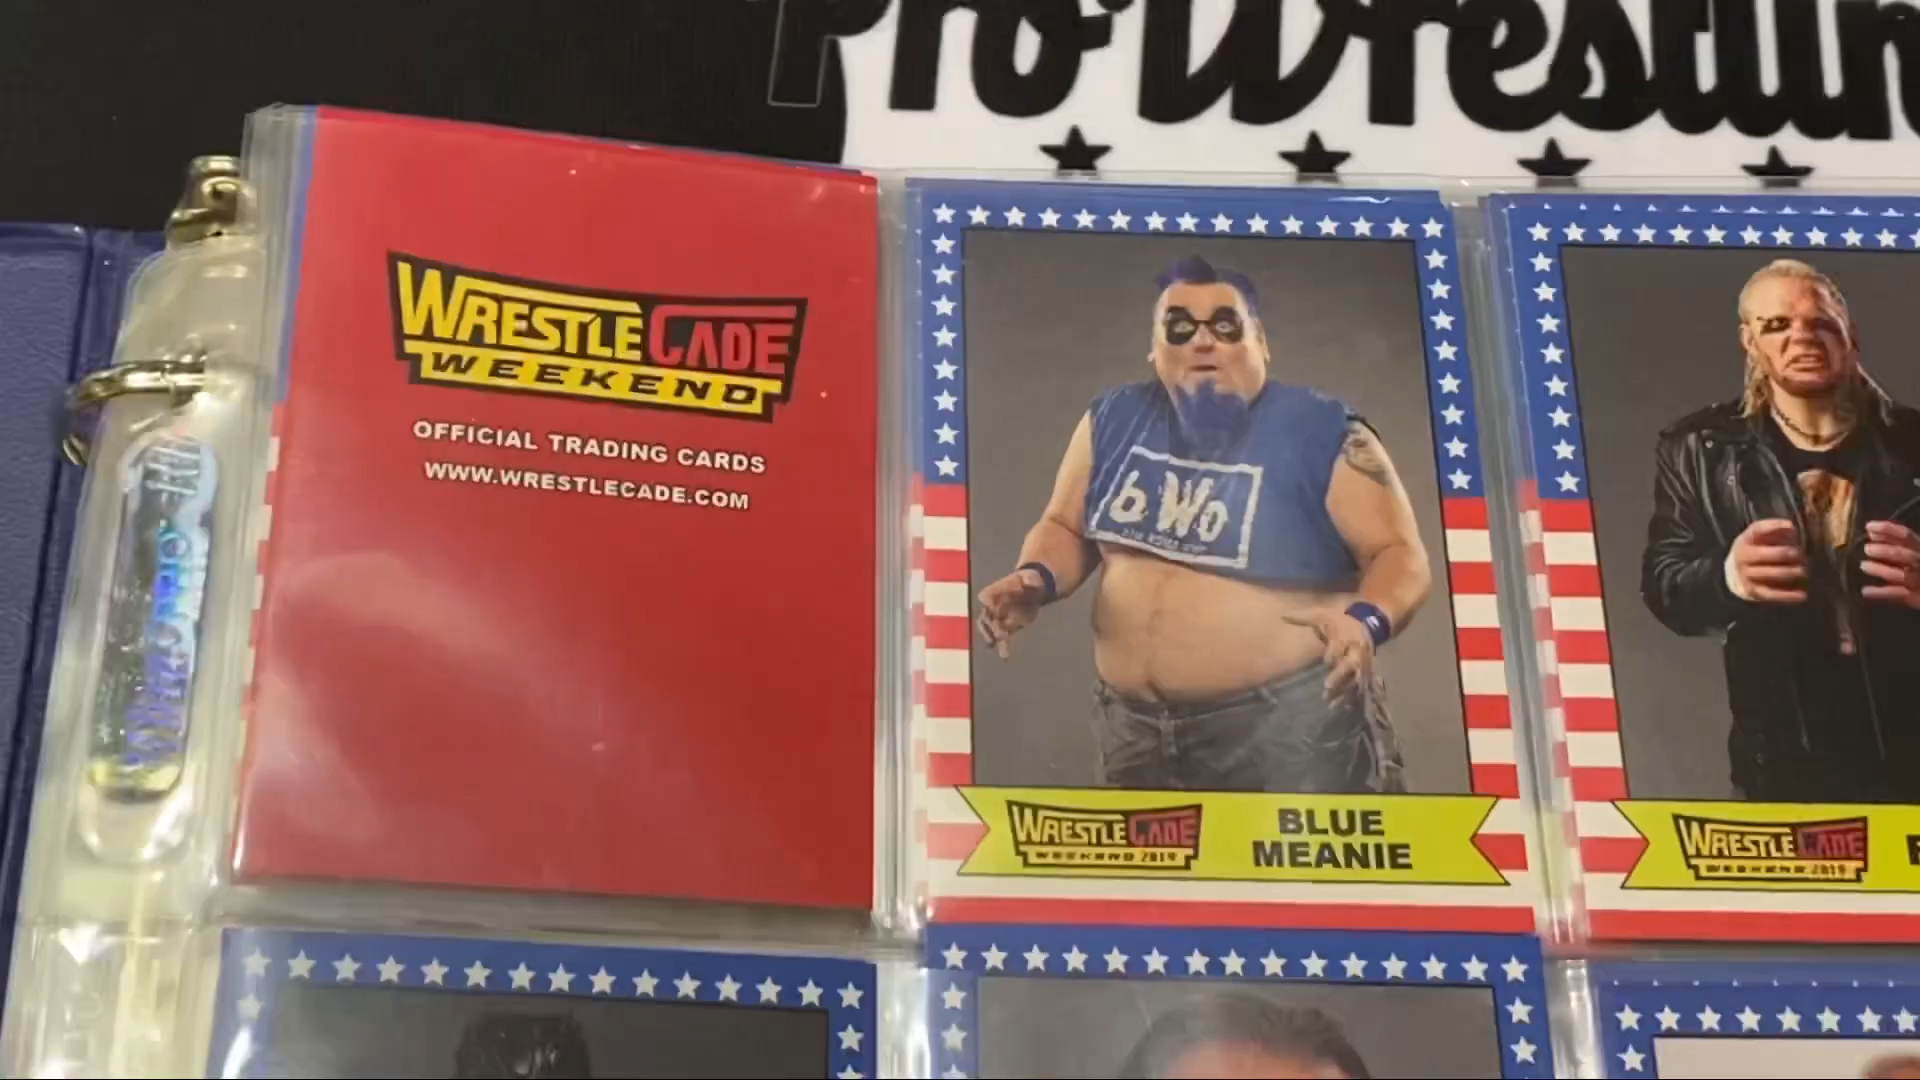 Pro Wrestlin
WRESTLECADE
WEEKEND
OFFICIAL TRADING CARDS
WWW.WRESTLECADE.COM
bWo
WRESTLECADE
WEEKEND 2019
BLUE
MEANIE
WRESTLECADE
WEEKEND 2019